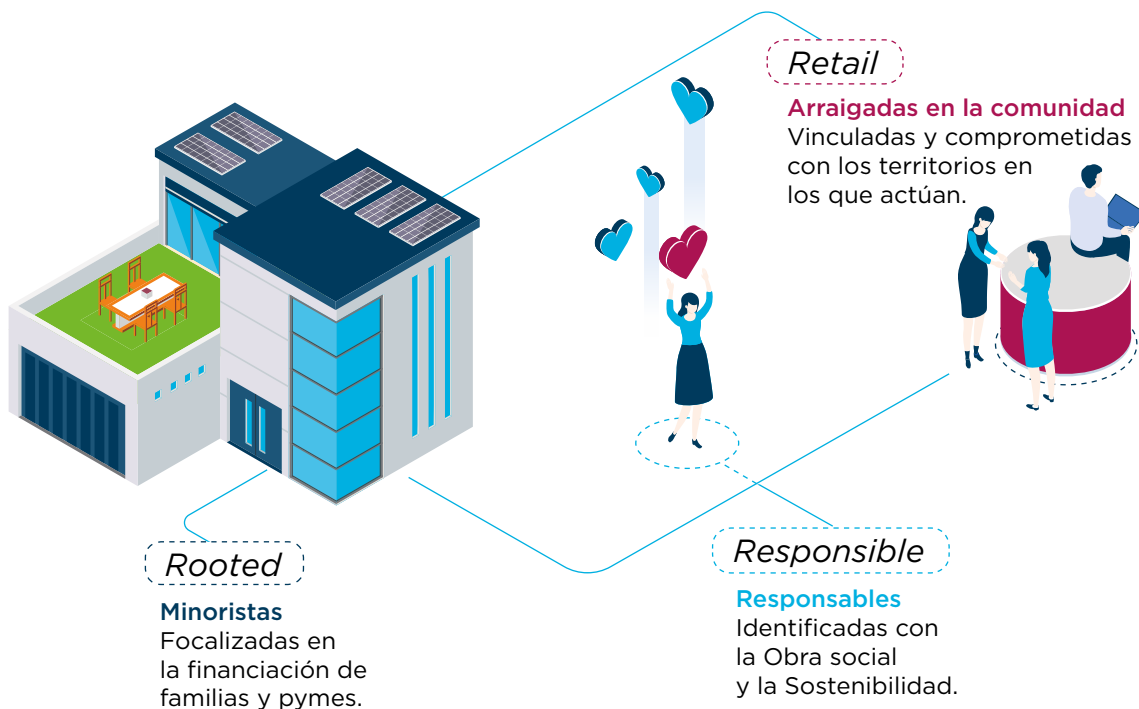 Retail
Arraigadas en la comunidad
Vinculadas y comprometidas
con los territorios en
los que actúan.
Rooted
Minoristas
Focalizadas en
la financiación de
familias y pymes.
Responsible
Responsables
Identificadas con
la Obra social
y la Sostenibilidad.